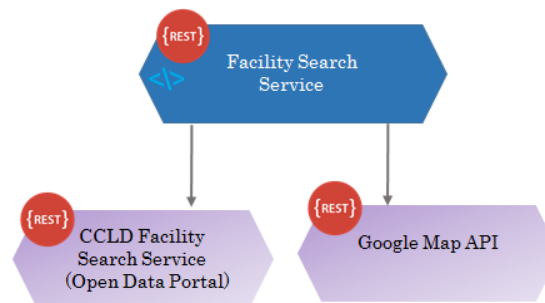 {REST}
Facility Search
Service
</>
{REST}
CCLD Facility
Search Service
(Open Data Portal)
{REST}
Google Map API